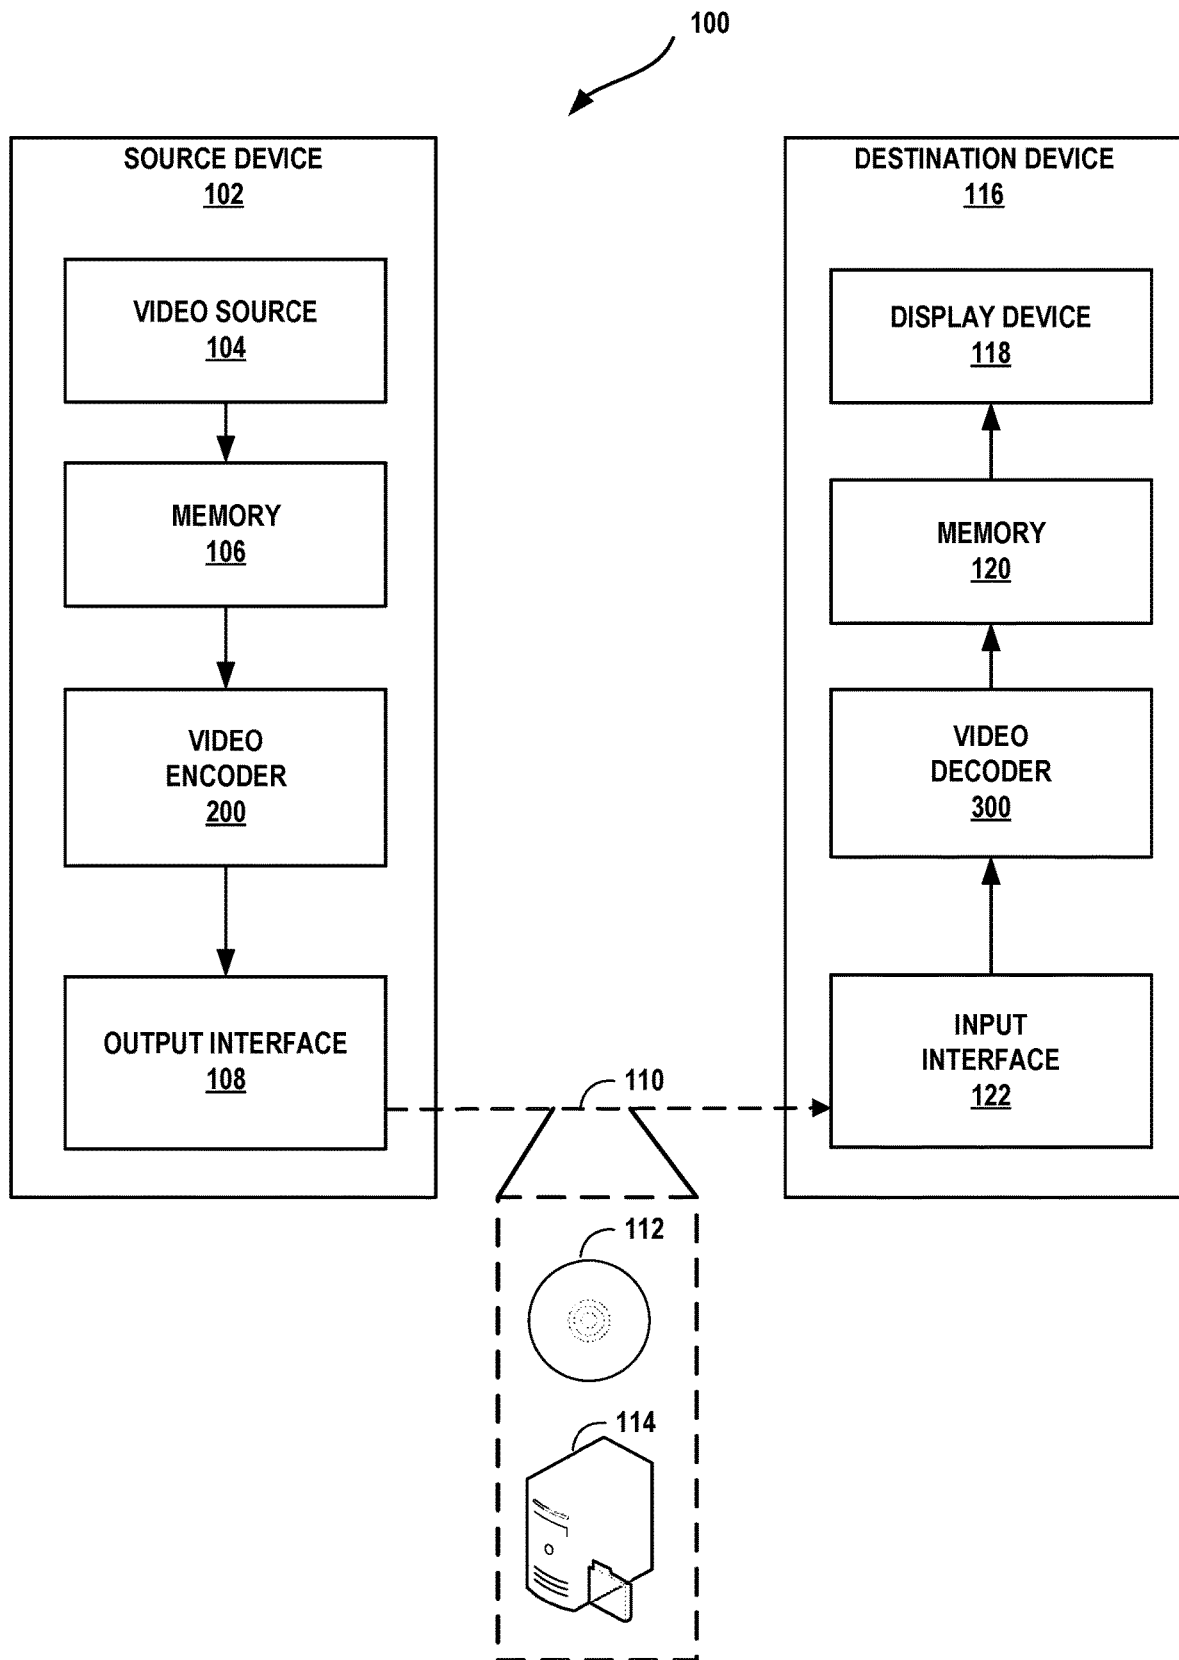 100
SOURCE DEVICE
102
VIDEO SOURCE
104
MEMORY
106
VIDEO
ENCODER
200
OUTPUT INTERFACE
108
DESTINATION DEVICE
116
DISPLAY DEVICE
118
MEMORY
120
VIDEO
DECODER
300
INPUT
INTERFACE
122
110
112
114